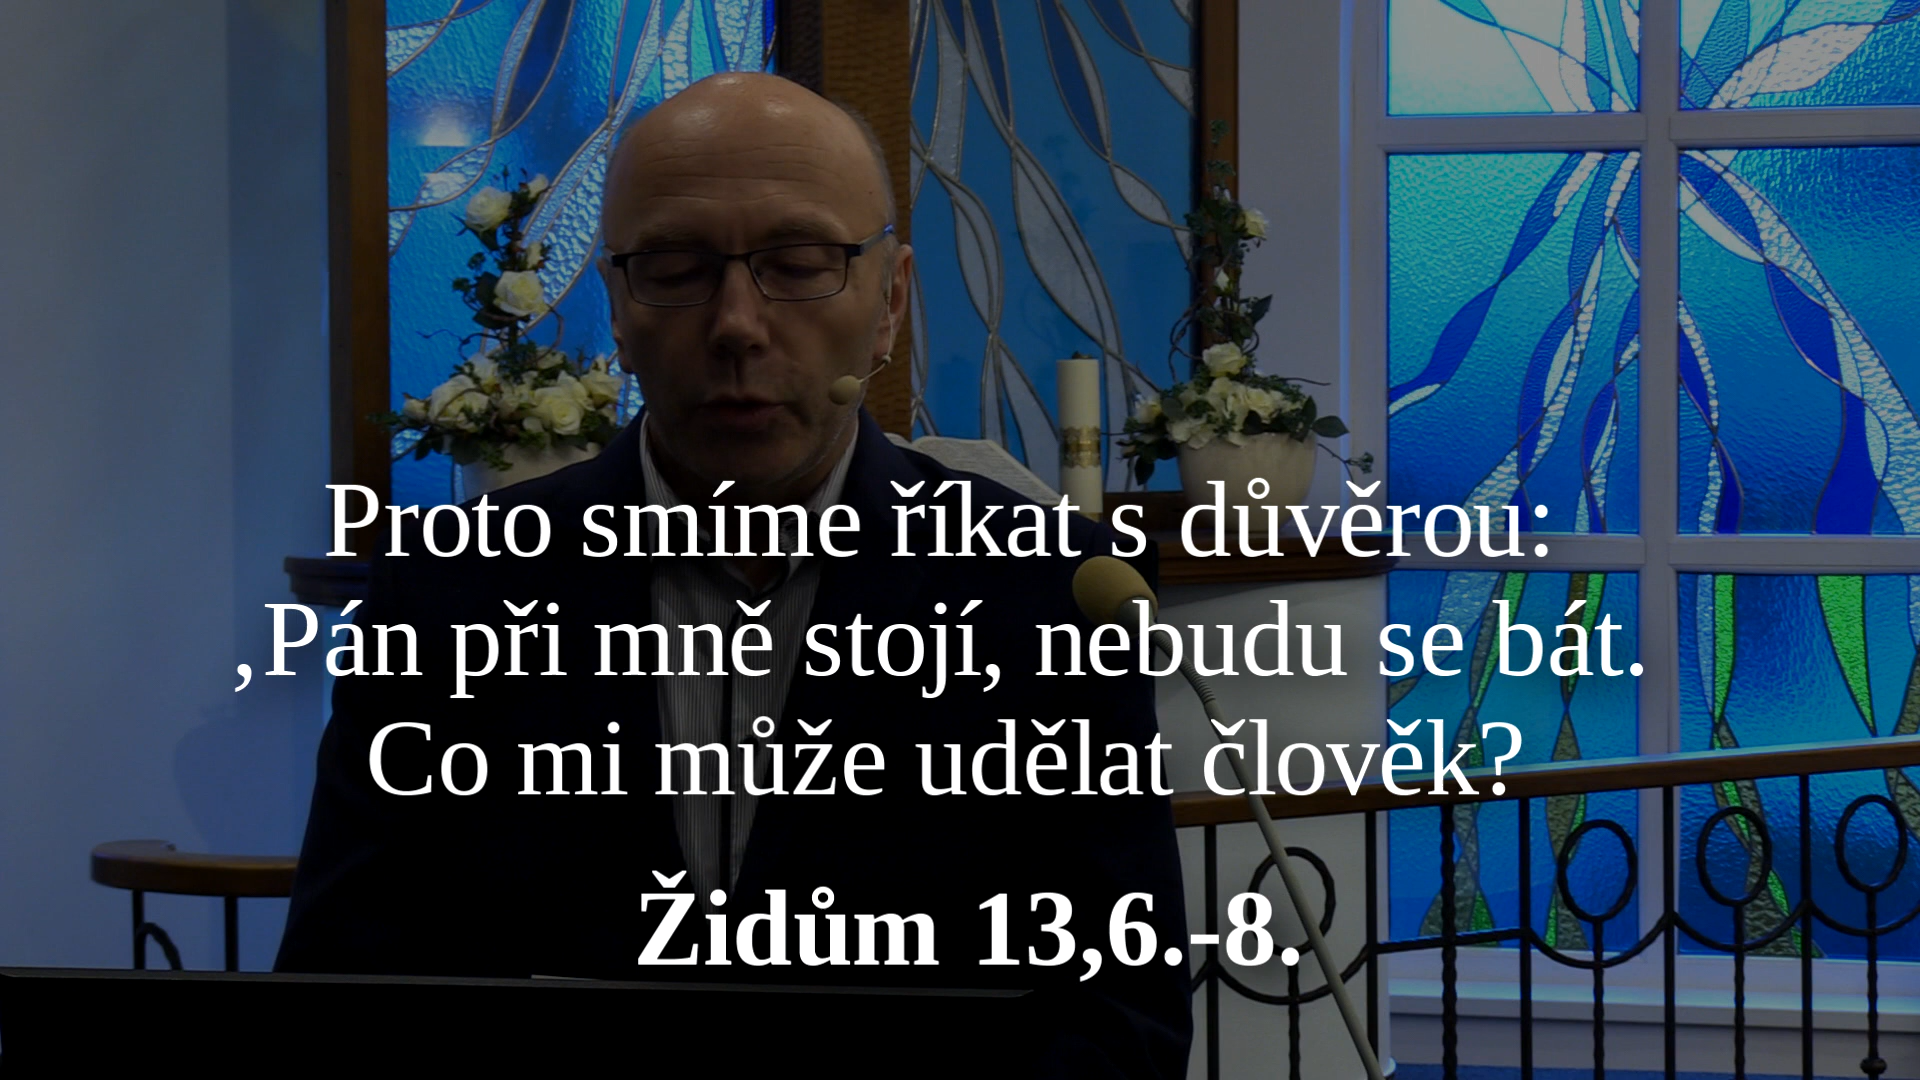 Proto smíme říkat s důvěrou:
‚Pán při mně stojí, nebudu se bát.
Co mi může udělat člověk?
Židům 13,6.-8.